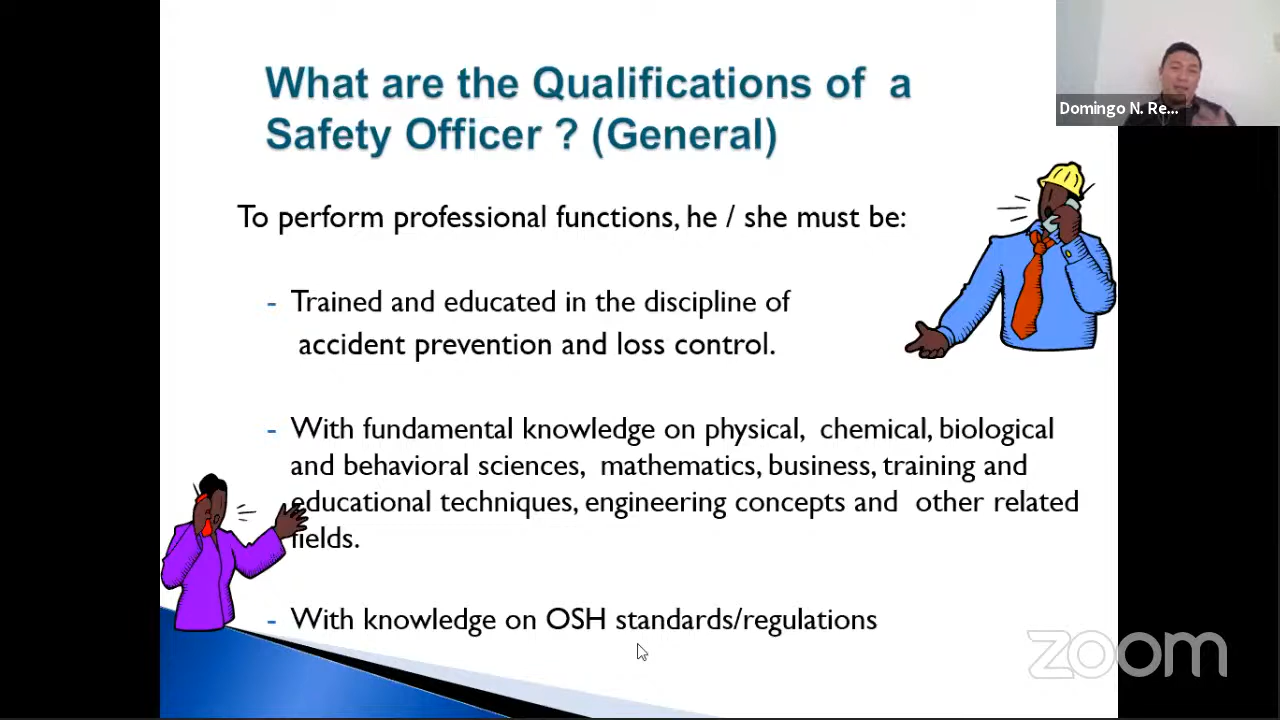 What are the Qualifications of a
Safety Officer ? (General)
Domingo N. Re...
To perform professional functions, he / she must be:
- Trained and educated in the discipline of
accident prevention and loss control.
- With fundamental knowledge on physical, chemical, biological
and behavioral sciences, mathematics, business, training and
educational techniques, engineering concepts and other related
fields.
- With knowledge on OSH standards/regulations
zoom